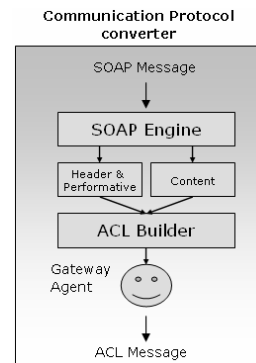 Communication Protocol
converter
SOAP Message
SOAP Engine
Header &
Performative
Content
ACL Builder
Gateway
Agent
ACL Message